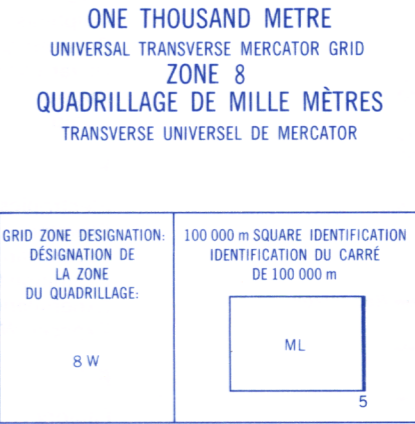 ONE THOUSAND METRE
UNIVERSAL TRANSVERSE MERCATOR GRID
ZONE 8
QUADRILLAGE DE MILLE MÈTRES
TRANSVERSE UNIVERSEL DE MERCATOR
GRID ZONE DESIGNATION:
DÉSIGNATION DE
LA ZONE
DU QUADRILLAGE:
8 W
100 000 m SQUARE IDENTIFICATION
IDENTIFICATION DU CARRÉ
DE 100 000 m
ML
5